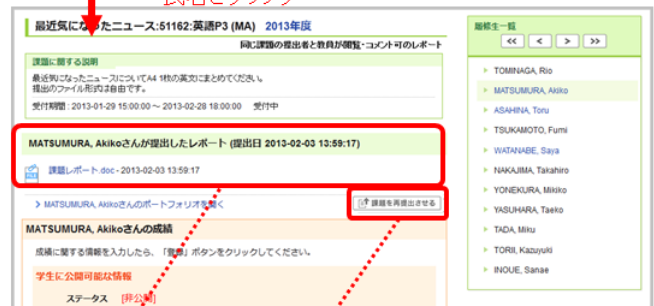 最近気になったニュース:51162:英語P3 (MA) 2013年度
同じ課題の提出者と教員が閲覧・コメント可のレポート
課題に関する説明
最近気になったニュースについてA4 1枚の英文にまとめてください。
提出のファイル形式は自由です。
受付期間 : 2013-01-29 15:00:00 ~ 2013-02-28 18:00:00 受付中
MATSUMURA, Akikoさんが提出したレポート (提出日 2013-02-03 13:59:17)
課題レポート.doc - 2013-02-03 13:59:17
MATSUMURA, Akikoさんのポートフォリオを開く
課題を再提出させる
MATSUMURA, Akikoさんの成績
成績に関する情報を入力したら、「登録」ボタンをクリックしてください。
学生に公開可能な情報
ステータス [非公開]
履修生一覧
<< < > >>
TOMINAGA, Rio
MATSUMURA, Akiko
ASAHINA, Toru
TSUKAMOTO, Fumi
WATANABE, Saya
NAKAJIMA, Takahiro
YONEKURA, Mikiko
YASUHARA, Taeko
TADA, Miku
TORII, Kazuyuki
INOUE, Sanae